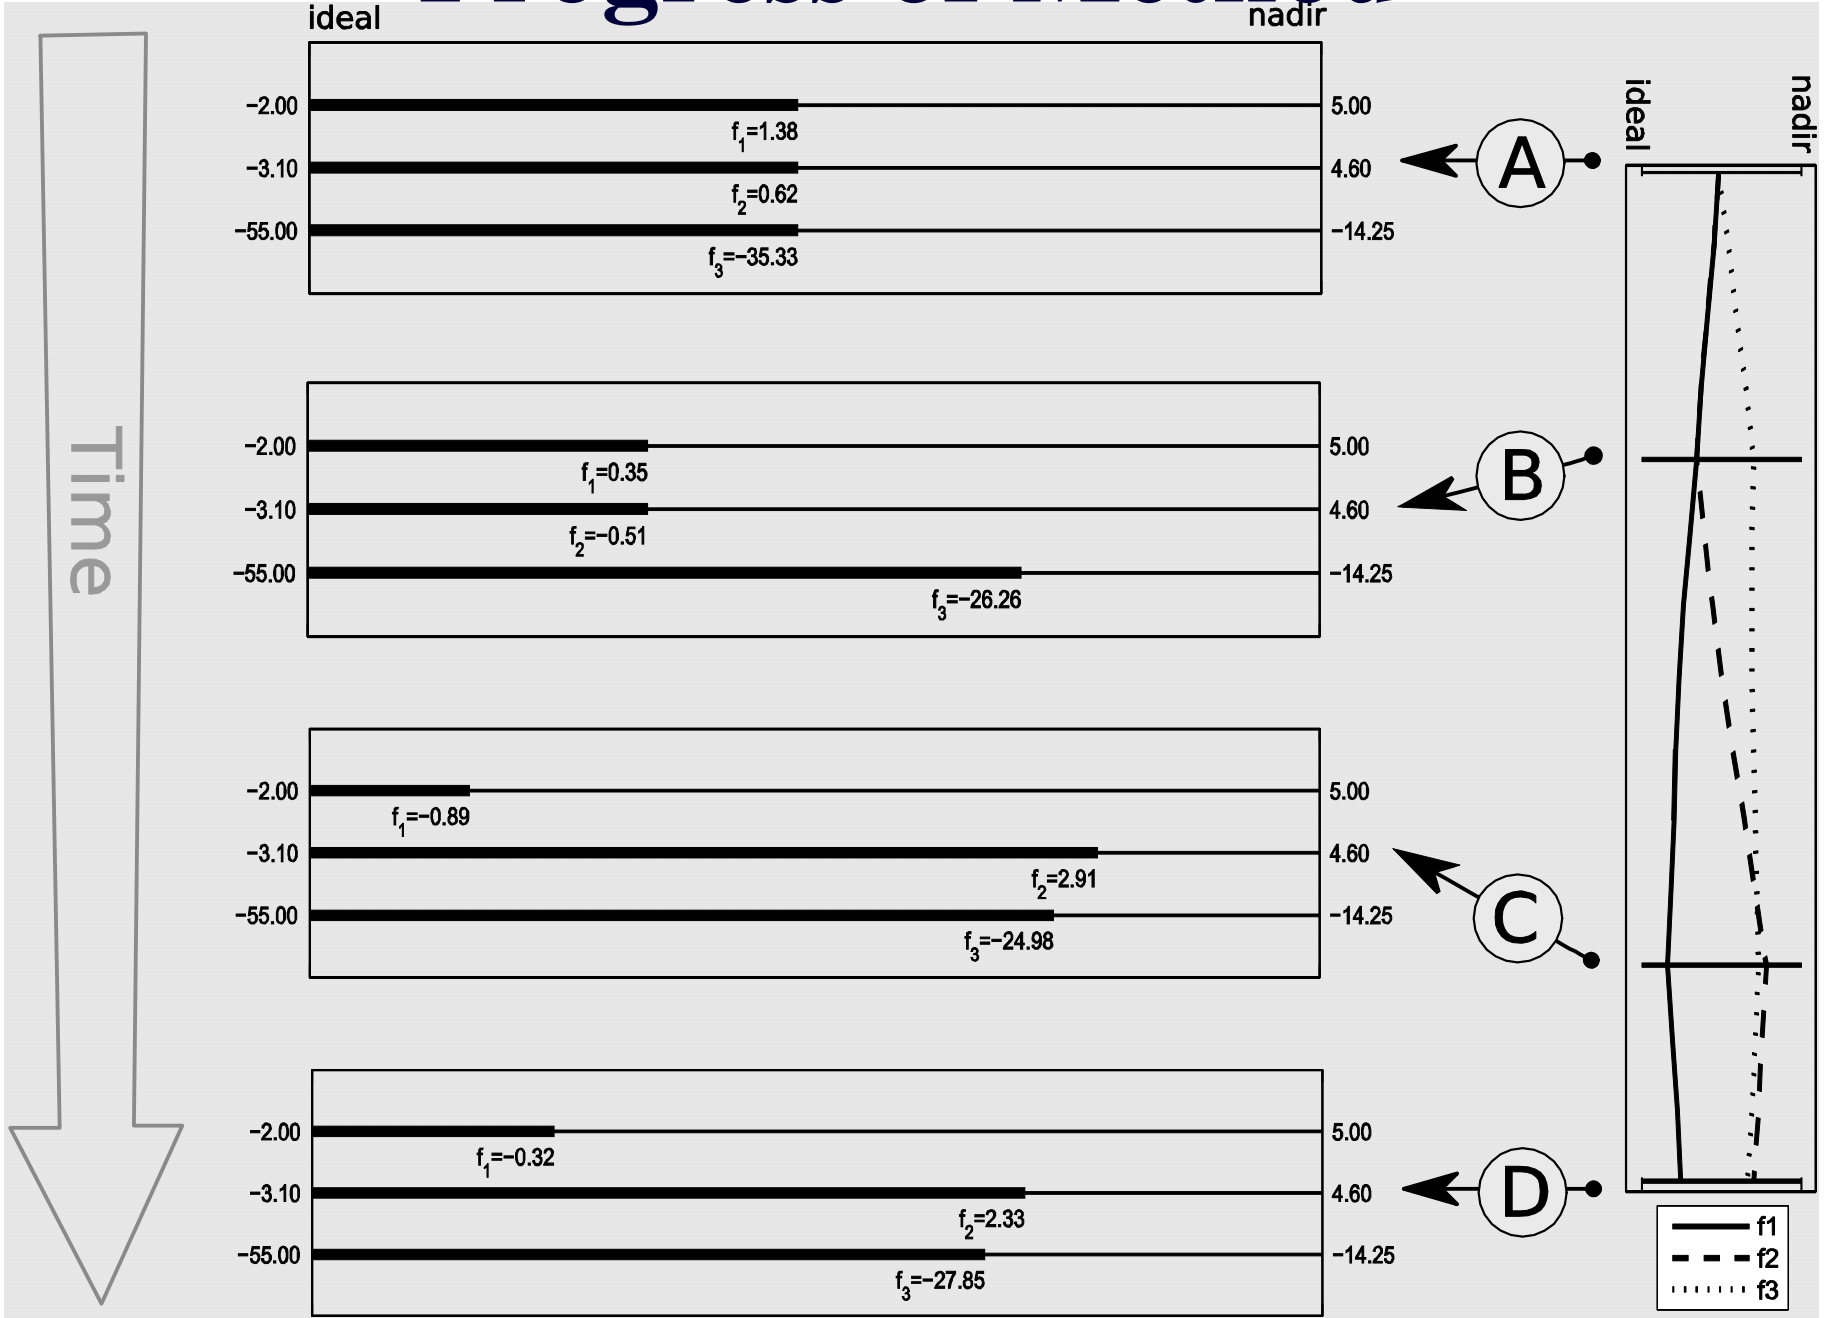 ideal
nadir
−2.00
5.00
f1=1.38
−3.10
4.60
f2=0.62
−55.00
−14.25
f3=−35.33
A
−2.00
5.00
f1=0.35
−3.10
4.60
f2=−0.51
−55.00
−14.25
f3=−26.26
B
−2.00
5.00
f1=−0.89
−3.10
4.60
f2=2.91
−55.00
−14.25
f3=−24.98
C
−2.00
5.00
f1=−0.32
−3.10
4.60
f2=2.33
−55.00
−14.25
f3=−27.85
D
Time
ideal
nadir
f1
f2
f3